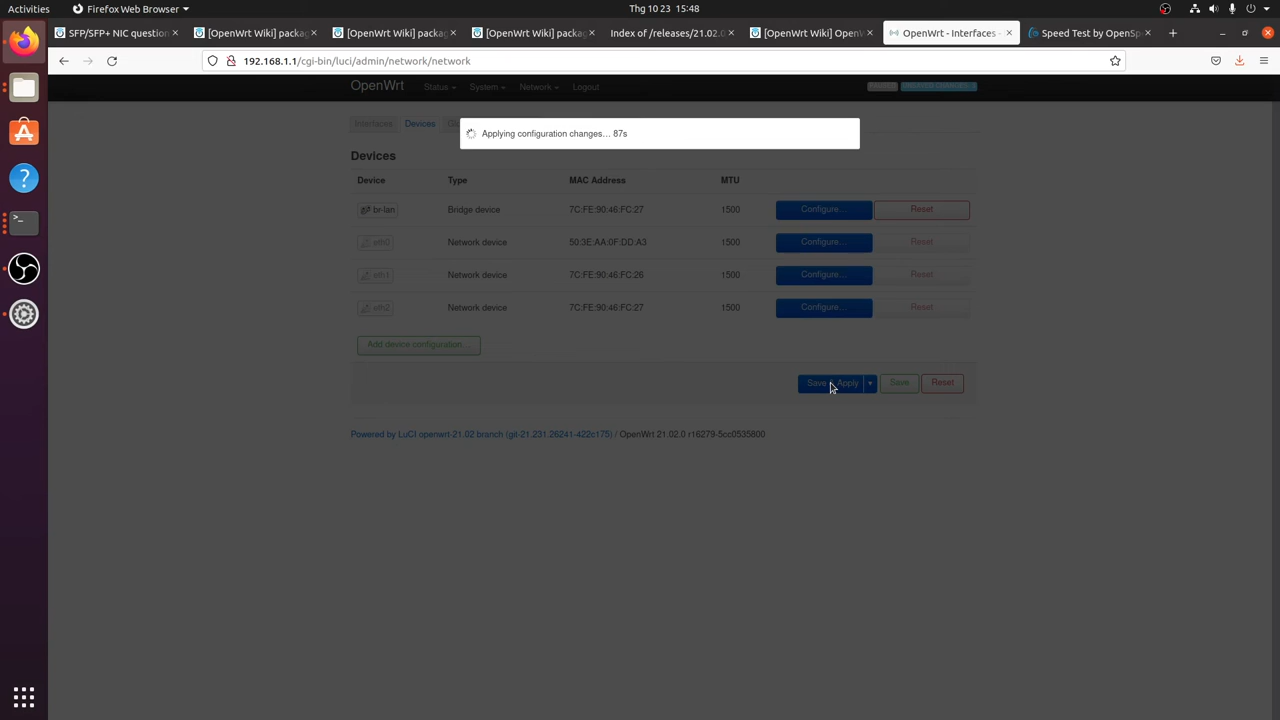 Activities
Firefox Web Browser
Thg 10 23 15:48
SFP/SFP+ NIC question
[OpenWrt Wiki] packag
[OpenWrt Wiki] packag
[OpenWrt Wiki] packag
Index of /releases/21.02.0
[OpenWrt Wiki] OpenW
OpenWrt - Interfaces -
Speed Test by OpenSp
192.168.1.1/cgi-bin/luci/admin/network/network
OpenWrt
Status
System
Network
Logout
PAUSED
Interfaces
Devices
Applying configuration changes… 87s
Devices
Device Type MAC Address MTU
br-lan Bridge device 7C:FE:90:46:FC:27 1500 Configure… Reset
eth0 Network device 50:3E:AA:0F:DD:A3 1500 Configure… Reset
eth1 Network device 7C:FE:90:46:FC:26 1500 Configure… Reset
eth2 Network device 7C:FE:90:46:FC:27 1500 Configure… Reset
Add device configuration…
Save & Apply Save Reset
Powered by LuCI openwrt-21.02 branch (git-21.231.26241-422c175) / OpenWrt 21.02.0 r16279-5cc0535800